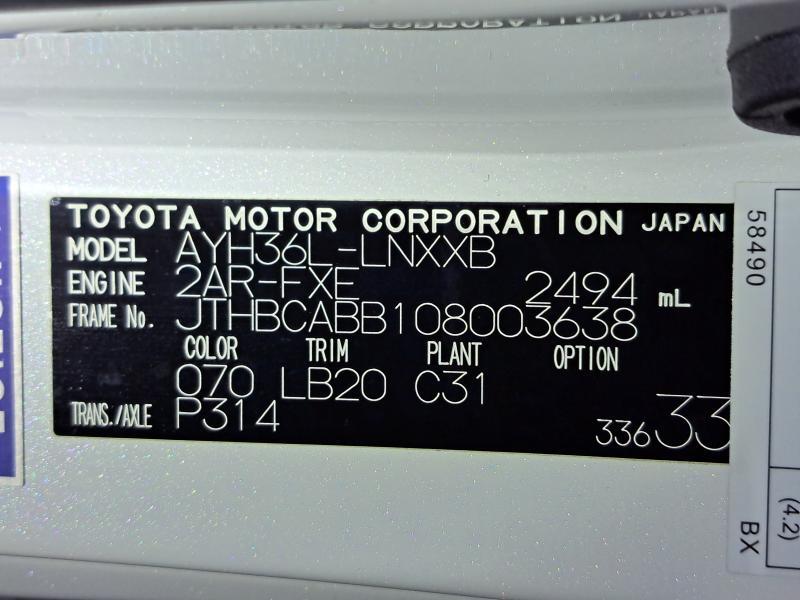 TOYOTA MOTOR CORPORATION JAPAN
MODEL AYH36L-LNXXB
ENGINE 2AR-FXE 2494 mL
FRAME No. JTHBCABB108003638
COLOR TRIM PLANT OPTION
070 LB20 C31
TRANS./AXLE P314
33633
58490
(4.2)
BX